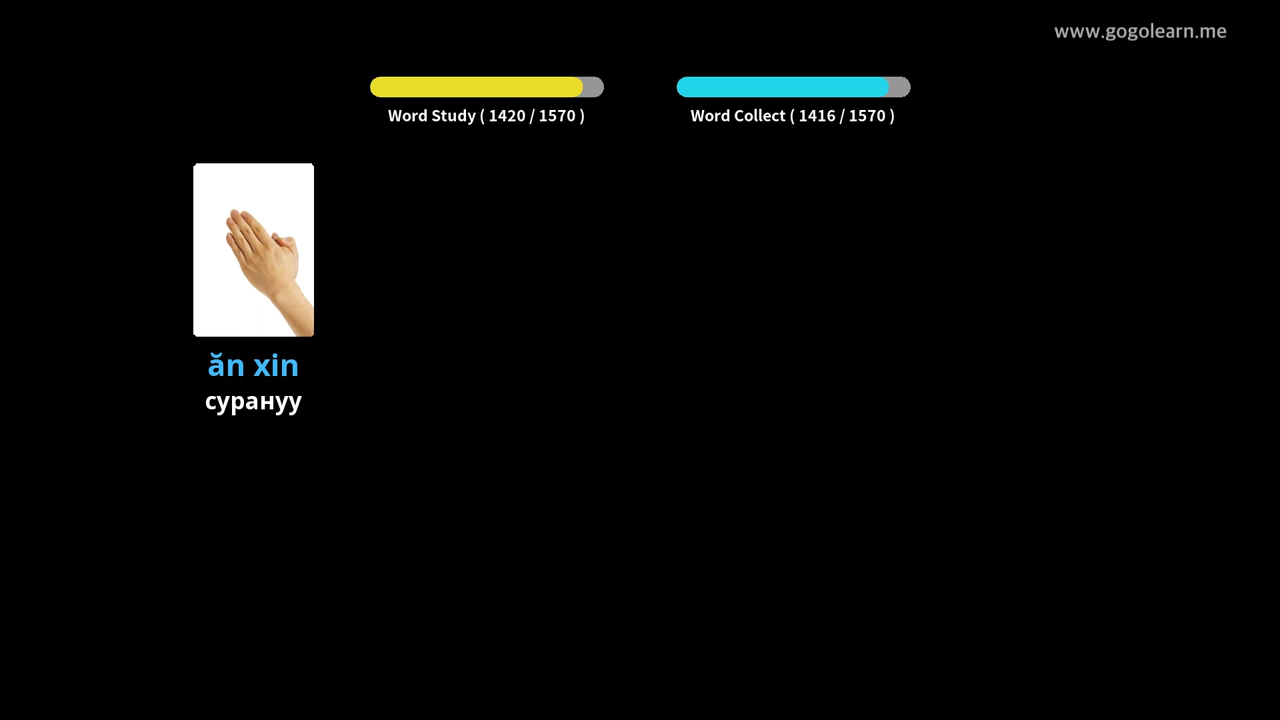 www.gogolearn.me
Word Study ( 1420 / 1570 )
Word Collect ( 1416 / 1570 )
ăn xin
сурануу